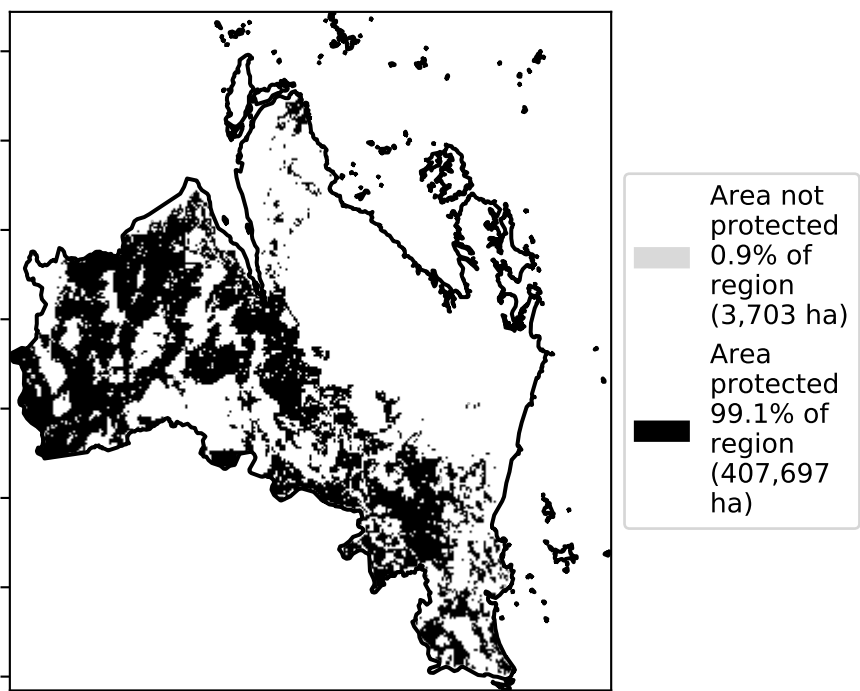 Area not
protected
0.9% of
region
(3,703 ha)
Area
protected
99.1% of
region
(407,697
ha)